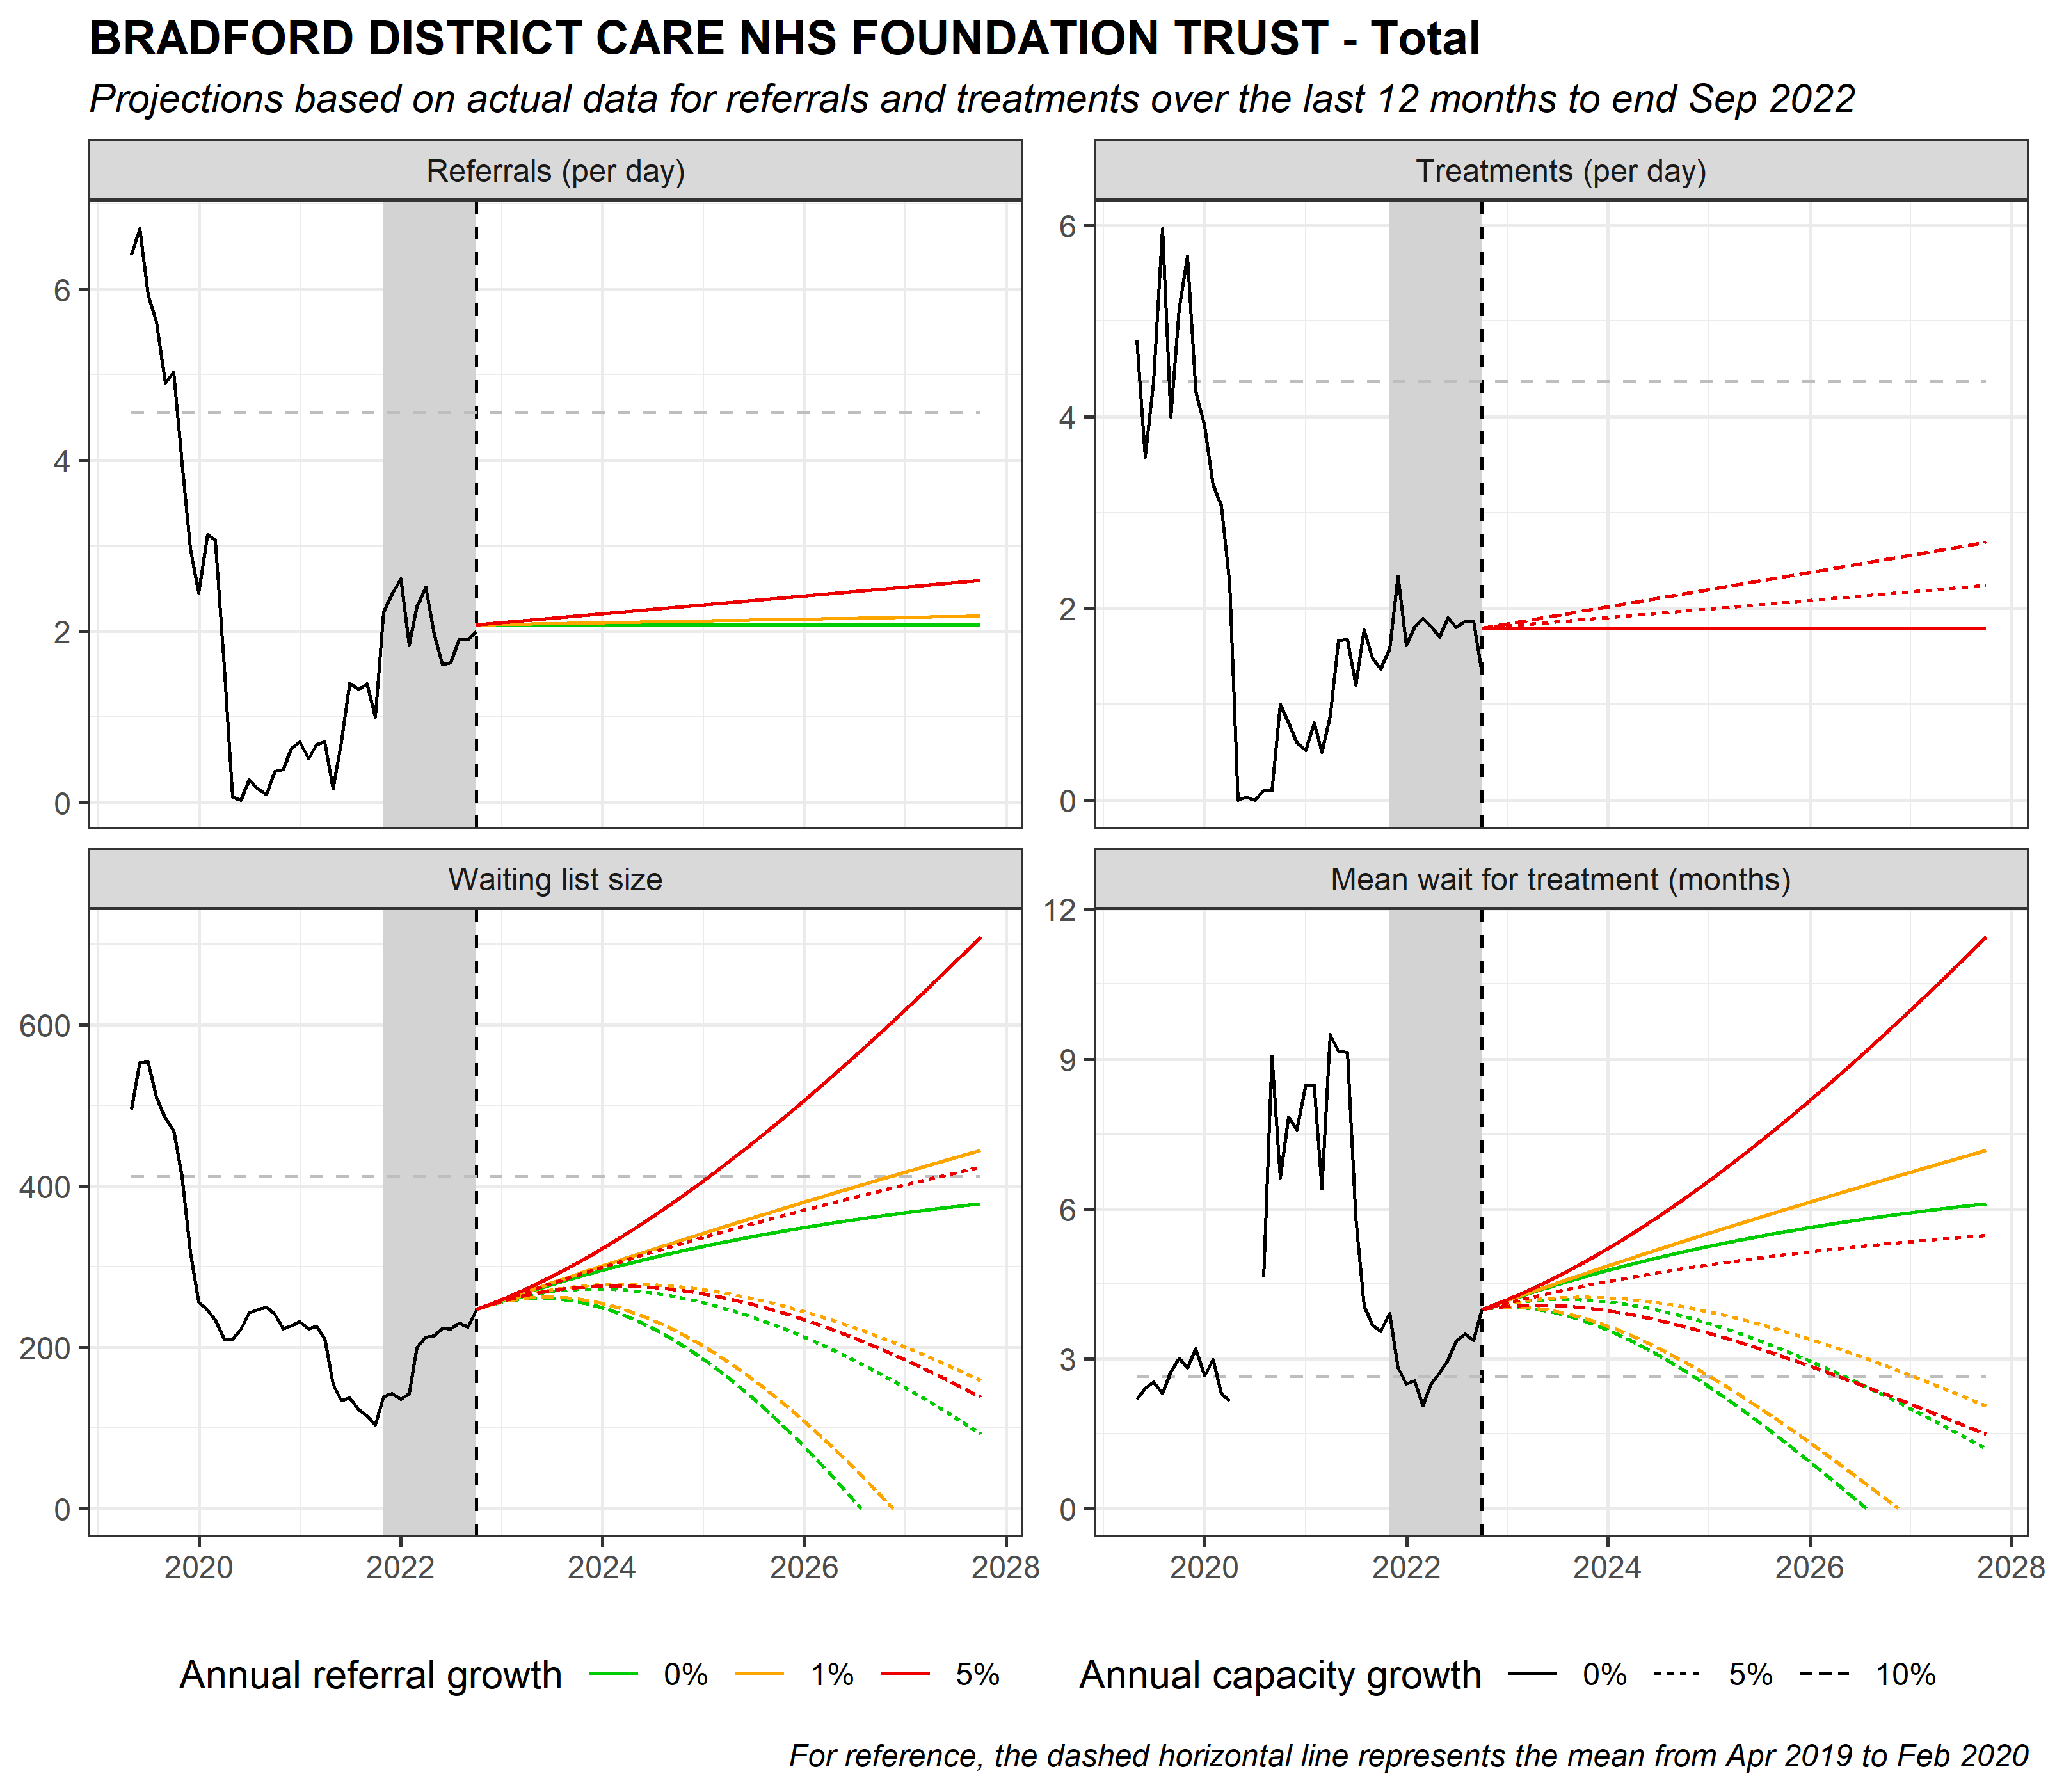 BRADFORD DISTRICT CARE NHS FOUNDATION TRUST - Total
Projections based on actual data for referrals and treatments over the last 12 months to end Sep 2022
Referrals (per day)
6
4
2
0
Treatments (per day)
6
4
2
0
Waiting list size
600
400
200
0
2020 2022 2024 2026 2028
Mean wait for treatment (months)
12
9
6
3
0
2020 2022 2024 2026 2028
Annual referral growth 0% 1% 5%
Annual capacity growth 0% 5% 10%
For reference, the dashed horizontal line represents the mean from Apr 2019 to Feb 2020